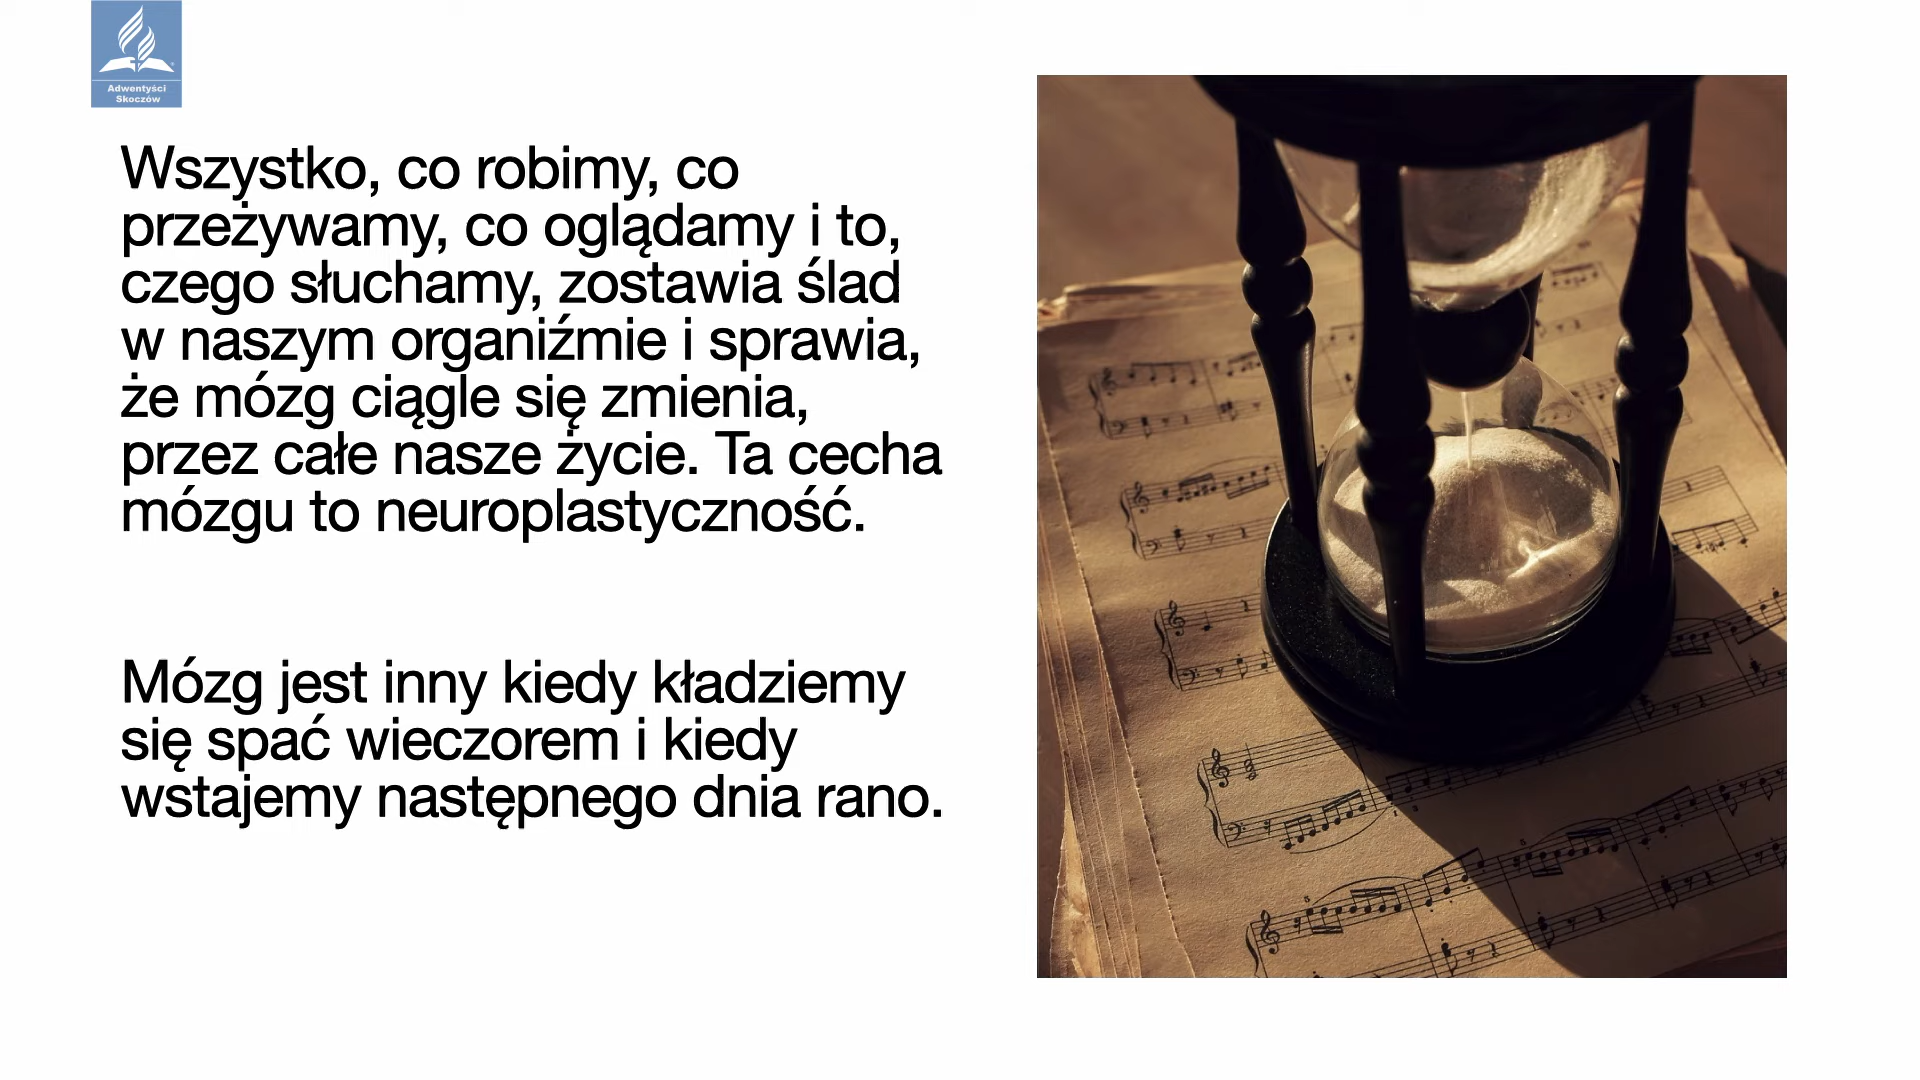 Adwentyści
Skoczów
Wszystko, co robimy, co
przeżywamy, co oglądamy i to,
czego słuchamy, zostawia ślad
w naszym organiźmie i sprawia,
że mózg ciągle się zmienia,
przez całe nasze życie. Ta cecha
mózgu to neuroplastyczność.
Mózg jest inny kiedy kładziemy
się spać wieczorem i kiedy
wstajemy następnego dnia rano.